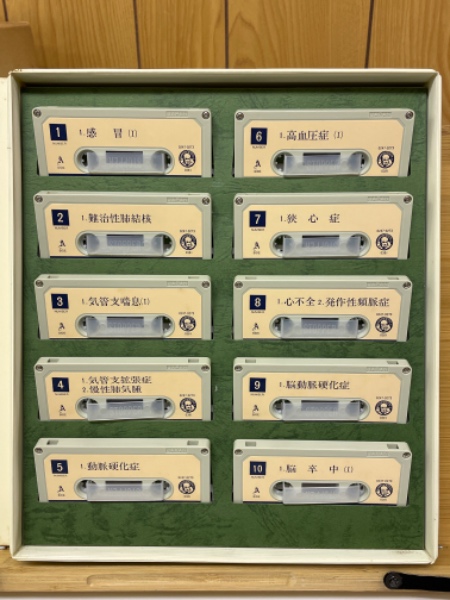 1
1.感 冒 (I)
2
1.難治性肺結核
3
1.気管支喘息(I)
4
1.気管支拡張症
2.慢性肺気腫
5
1.動脈硬化症
6
1.高血圧症(I)
7
1.狭 心 症
8
1.心不全 2.発作性頻脈症
9
1.脳動脈硬化症
10
1.脳 卒 中 (I)